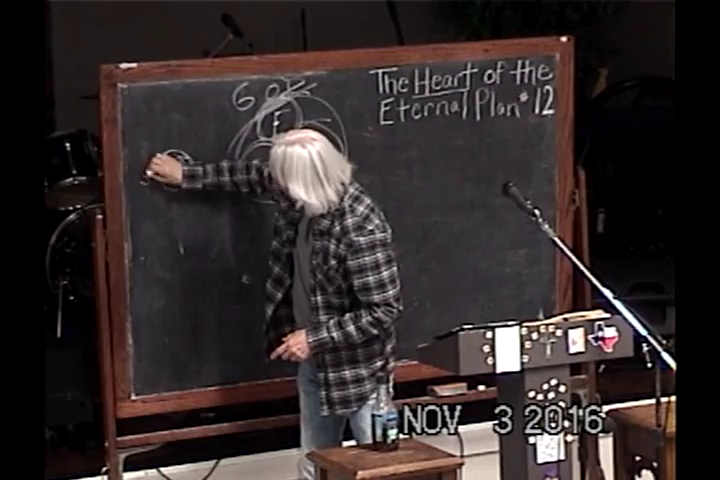 GOD
The Heart of the
Eternal Plan #12
F
NOV 3 2016